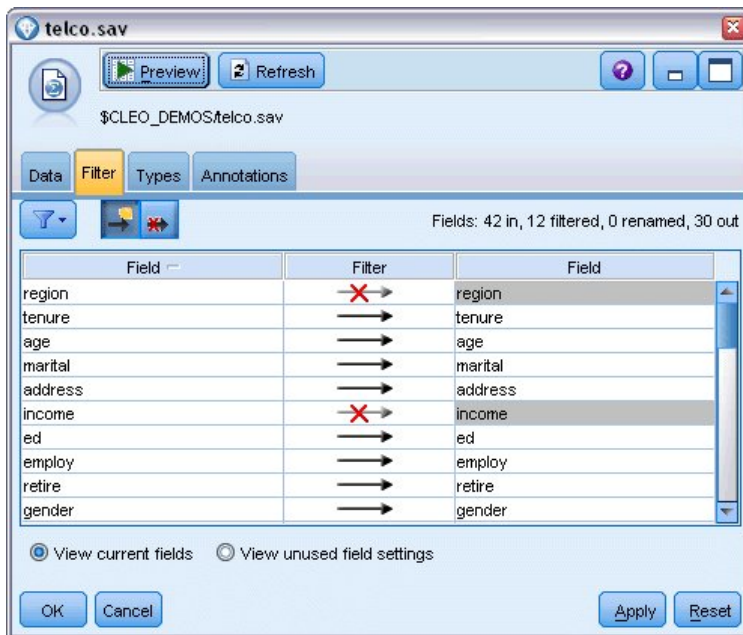 telco.sav
Preview Refresh
$CLEO_DEMOS/telco.sav
Data Filter Types Annotations
Fields: 42 in, 12 filtered, 0 renamed, 30 out
Field Filter Field
region region
tenure tenure
age age
marital marital
address address
income income
ed ed
employ employ
retire retire
gender gender
View current fields View unused field settings
OK Cancel Apply Reset